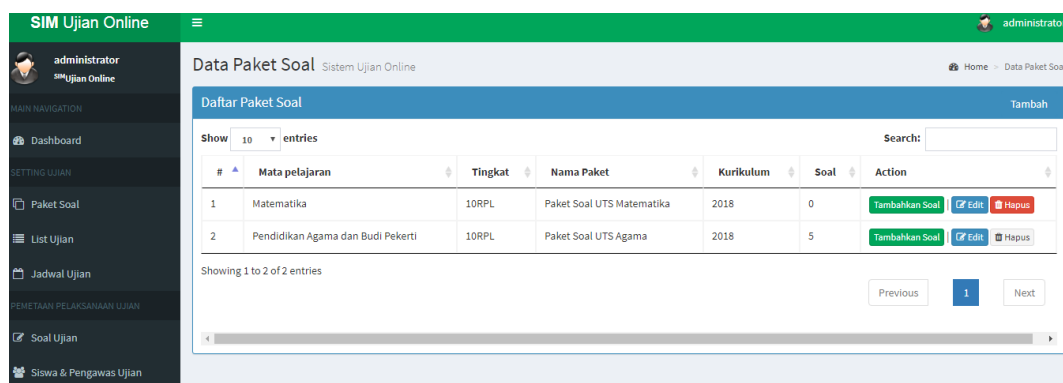 SIM Ujian Online
administrato
administrator
SIMUjian Online
MAIN NAVIGATION
Dashboard
SETTING UJIAN
Paket Soal
List Ujian
Jadwal Ujian
PEMETAAN PELAKSANAAN UJIAN
Soal Ujian
Siswa & Pengawas Ujian
Data Paket Soal Sistem Ujian Online
Home > Data Paket Soa
Daftar Paket Soal Tambah
Show 10 entries Search:
# Mata pelajaran Tingkat Nama Paket Kurikulum Soal Action
1 Matematika 10RPL Paket Soal UTS Matematika 2018 0 Tambahkan Soal | Edit Hapus
2 Pendidikan Agama dan Budi Pekerti 10RPL Paket Soal UTS Agama 2018 5 Tambahkan Soal | Edit Hapus
Showing 1 to 2 of 2 entries
Previous 1 Next